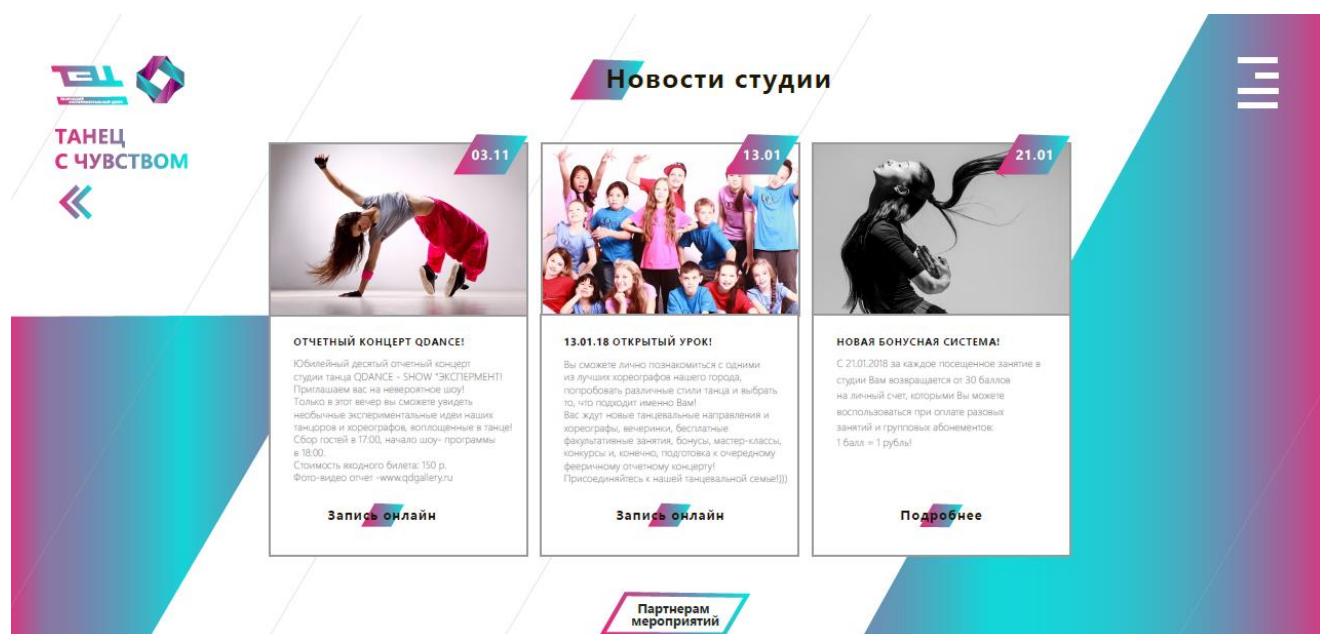 Новости студии
ТЭЦ
ТАНЕЦ
С ЧУВСТВОМ
03.11
ОТЧЕТНЫЙ КОНЦЕРТ QDANCE!
Юбилейный десятый отчетный концерт
студии танца QDANCE - SHOW "ЭКСПЕРМЕНТ!
Приглашаем вас на невероятное шоу!
Только в этот вечер вы сможете увидеть
необычные экспериментальные идеи наших
танцоров и хореографов, воплощенные в танце!
Сбор гостей в 17:00, начало шоу- программы
в 18:00.
Стоимость входного билета: 150 р.
Фото-видео отчет -www.qdgallery.ru
Запись онлайн
13.01
13.01.18 ОТКРЫТЫЙ УРОК!
Вы сможете лично познакомиться с одними
из лучших хореографов нашего города,
попробовать различные стили танца и выбрать
то, что подходит именно Вам!
Вас ждут новые танцевальные направления и
хореографы, вечеринки, бесплатные
факультативные занятия, бонусы, мастер-классы,
конкурсы и, конечно, подготовка к очередному
фееричному отчетному концерту!
Присоединяйтесь к нашей танцевальной семье!)))
Запись онлайн
21.01
НОВАЯ БОНУСНАЯ СИСТЕМА!
С 21.01.2018 за каждое посещенное занятие в
студии Вам возвращается от 30 баллов
на личный счет, которыми Вы можете
воспользоваться при оплате разовых
занятий и групповых абонементов:
1 балл = 1 рубль!
Подробнее
Партнерам
мероприятий